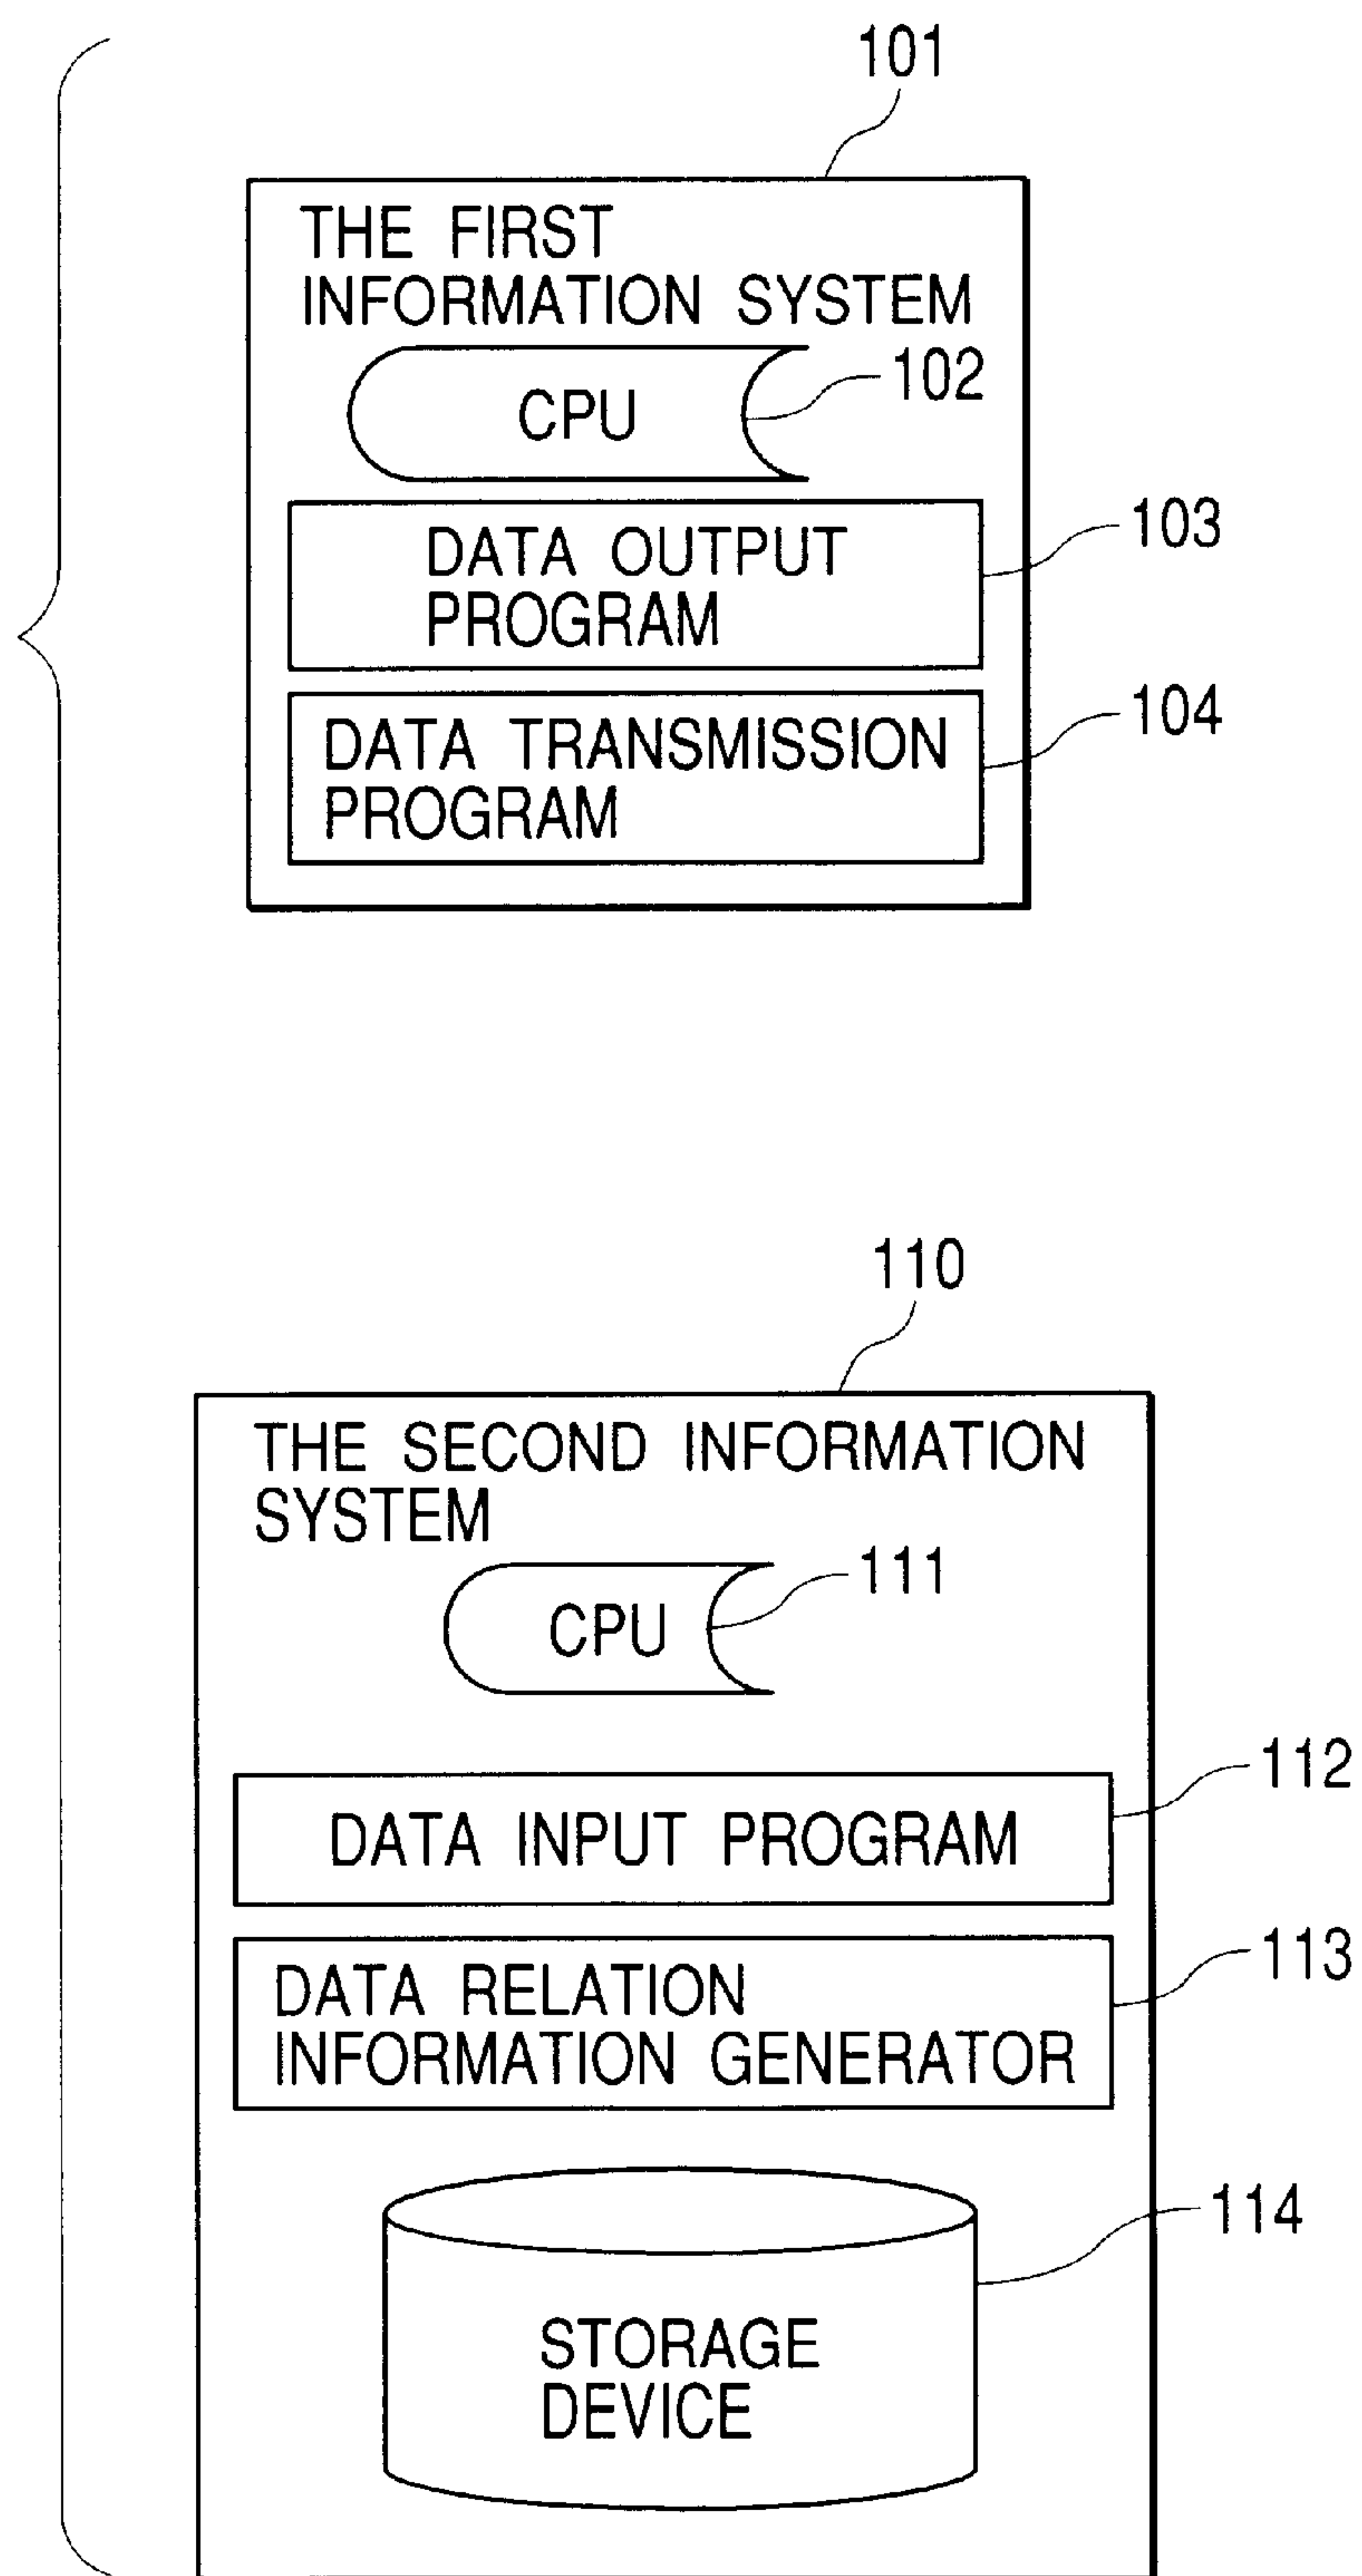 101
THE FIRST
INFORMATION SYSTEM
102
CPU
103
DATA OUTPUT
PROGRAM
104
DATA TRANSMISSION
PROGRAM
110
THE SECOND INFORMATION
SYSTEM
111
CPU
112
DATA INPUT PROGRAM
113
DATA RELATION
INFORMATION GENERATOR
114
STORAGE
DEVICE